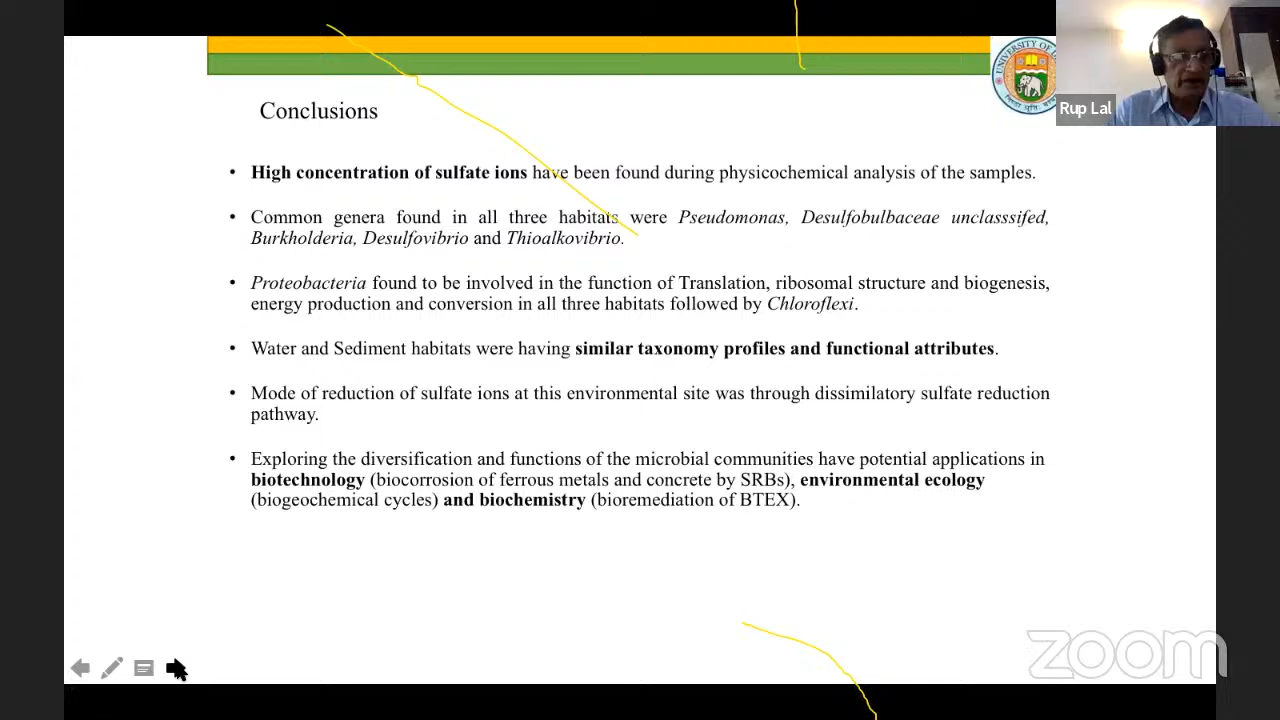 UNIVERSITY OF
Rup Lal
Conclusions
• High concentration of sulfate ions have been found during physicochemical analysis of the samples.
• Common genera found in all three habitats were Pseudomonas, Desulfobulbaceae unclasssifed,
Burkholderia, Desulfovibrio and Thioalkovibrio.
• Proteobacteria found to be involved in the function of Translation, ribosomal structure and biogenesis,
energy production and conversion in all three habitats followed by Chloroflexi.
• Water and Sediment habitats were having similar taxonomy profiles and functional attributes.
• Mode of reduction of sulfate ions at this environmental site was through dissimilatory sulfate reduction
pathway.
• Exploring the diversification and functions of the microbial communities have potential applications in
biotechnology (biocorrosion of ferrous metals and concrete by SRBs), environmental ecology
(biogeochemical cycles) and biochemistry (bioremediation of BTEX).
zoom